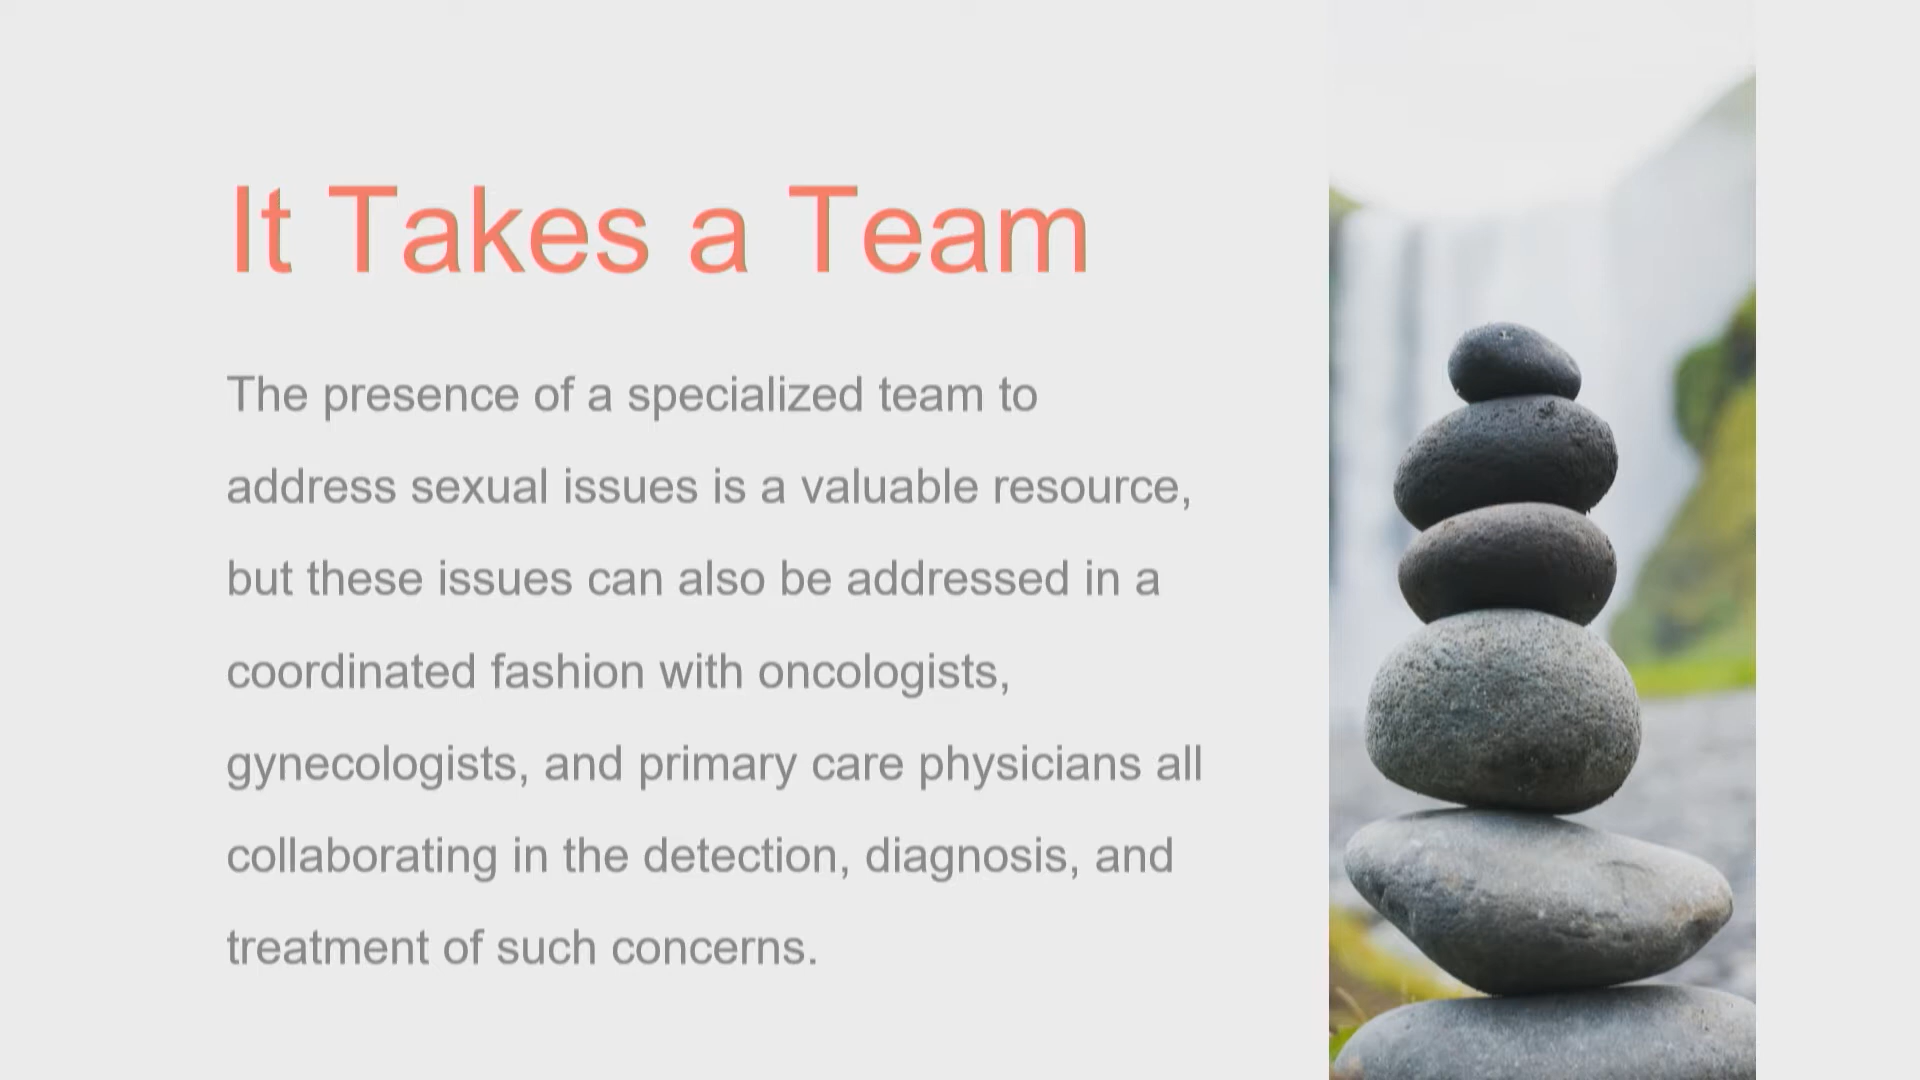 It Takes a Team
The presence of a specialized team to
address sexual issues is a valuable resource,
but these issues can also be addressed in a
coordinated fashion with oncologists,
gynecologists, and primary care physicians all
collaborating in the detection, diagnosis, and
treatment of such concerns.